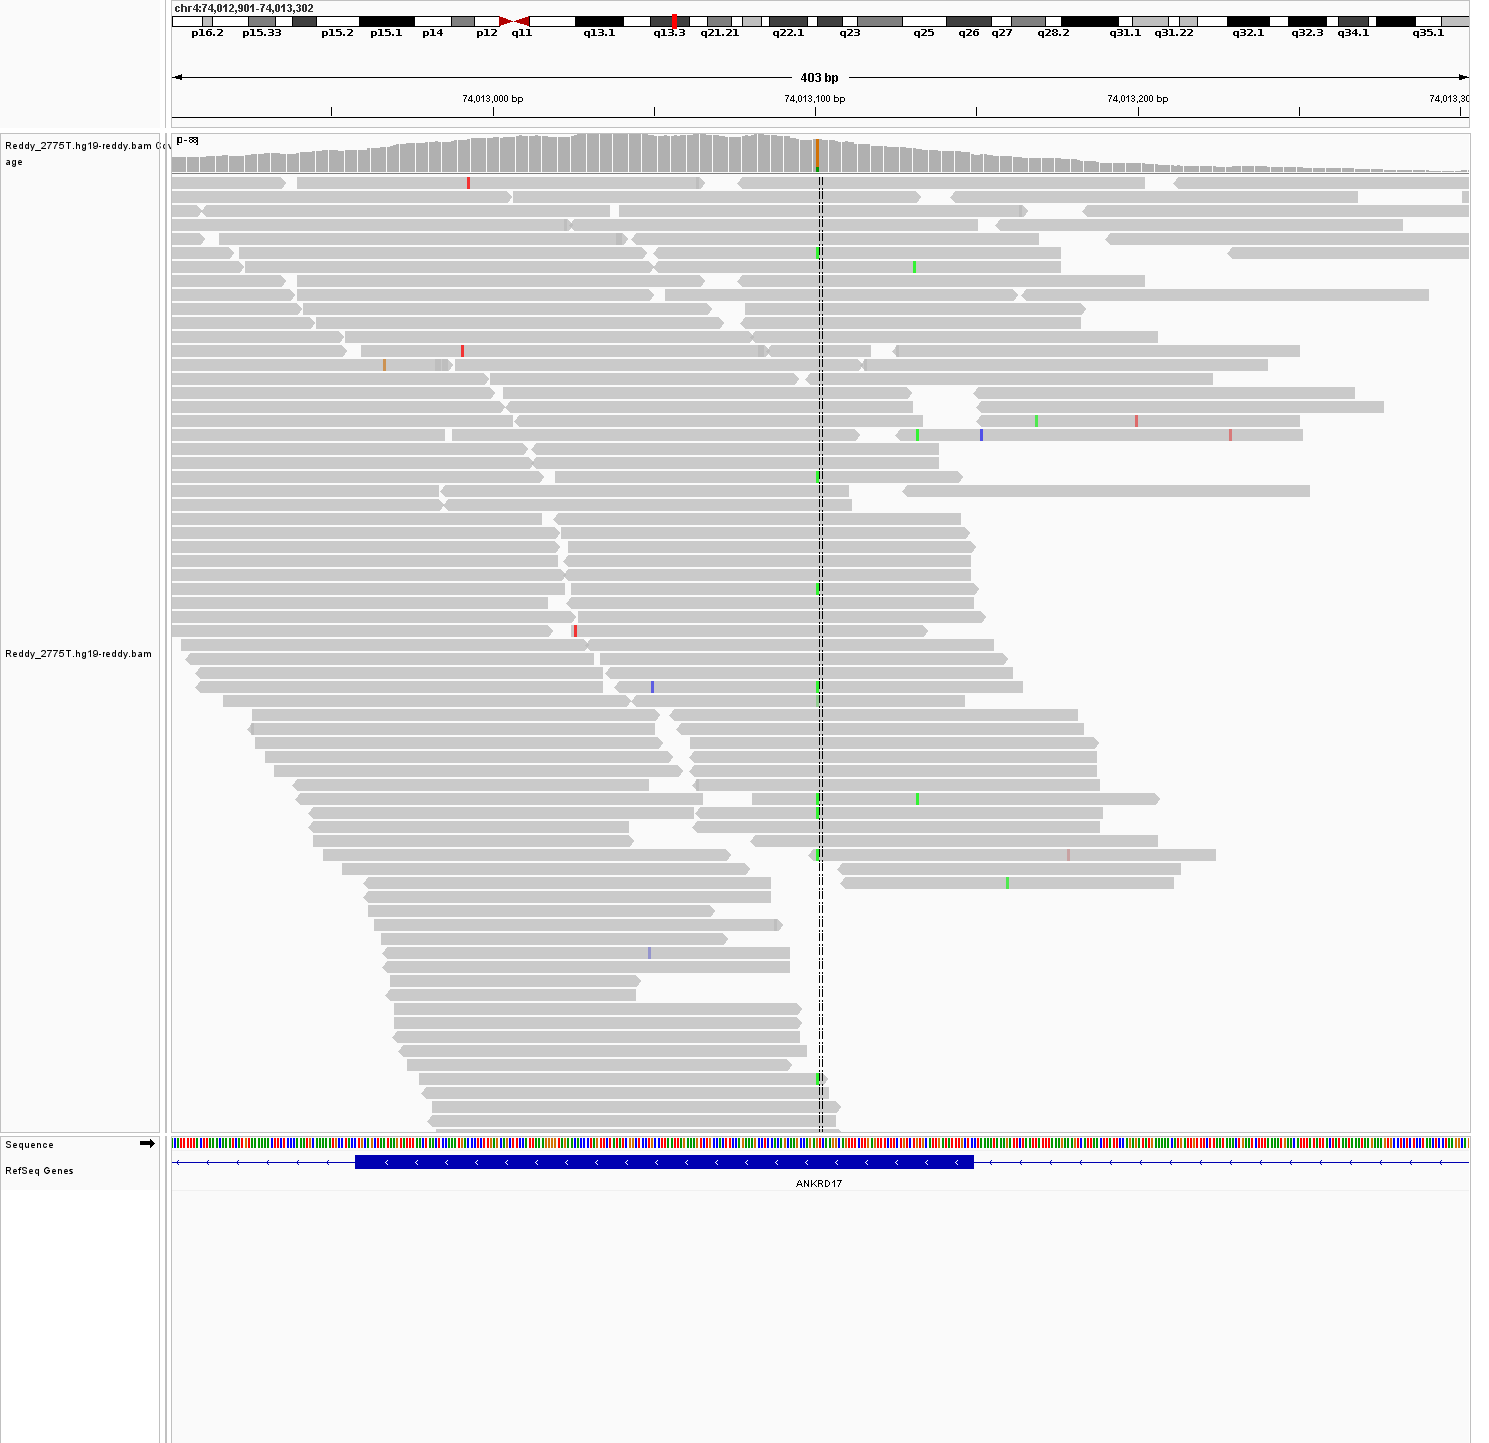 chr4:74,012,901-74,013,302
p16.2 p15.33 p15.2 p15.1 p14 p12 q11 q13.1 q13.3 q21.21 q22.1 q23 q25 q26 q27 q28.2 q31.1 q31.22 q32.1 q32.3 q34.1 q35.1
403 bp
74,013,000 bp 74,013,100 bp 74,013,200 bp 74,013,30
[0 - 88]
Reddy_2775T.hg19-reddy.bam Cov
age
Reddy_2775T.hg19-reddy.bam
Sequence
RefSeq Genes
ANKRD17